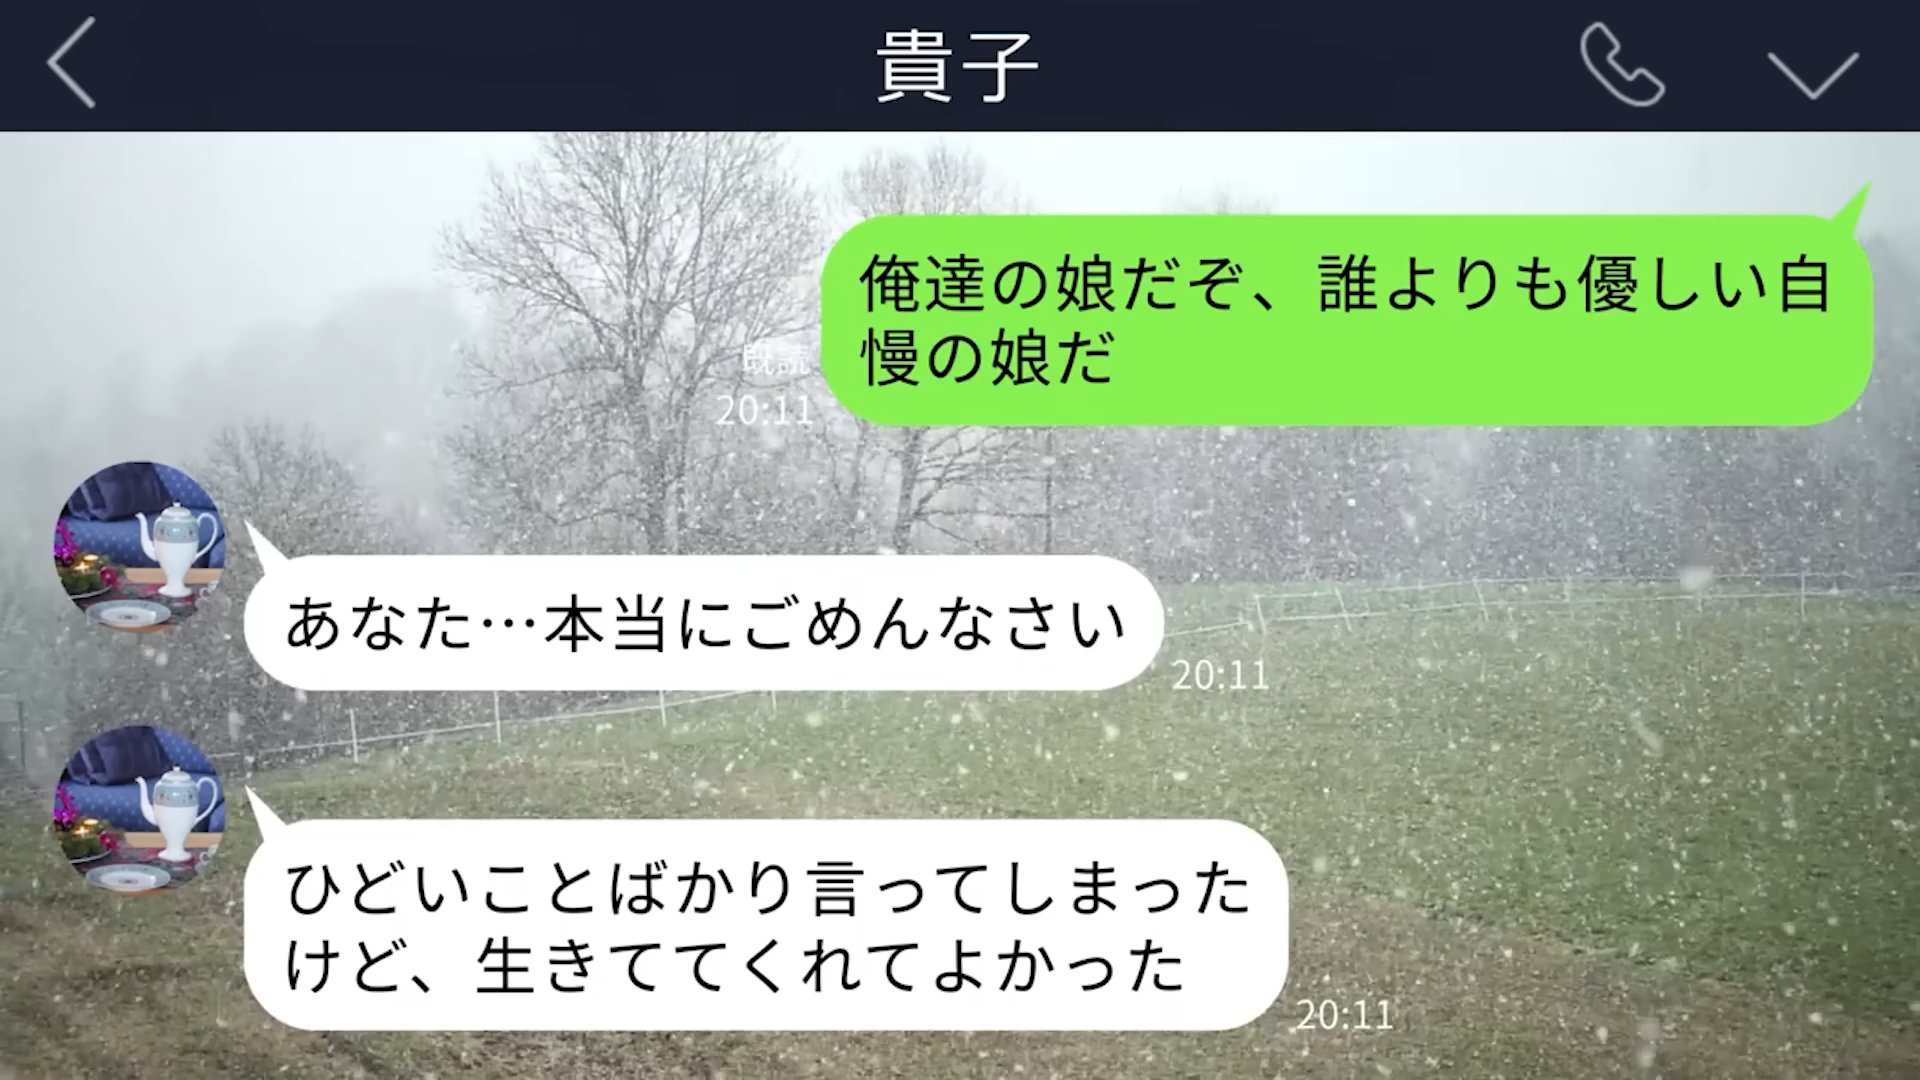 貴子
俺達の娘だぞ、誰よりも優しい自
慢の娘だ
既読
20:11
あなた…本当にごめんなさい
20:11
ひどいことばかり言ってしまった
けど、生きててくれてよかった
20:11